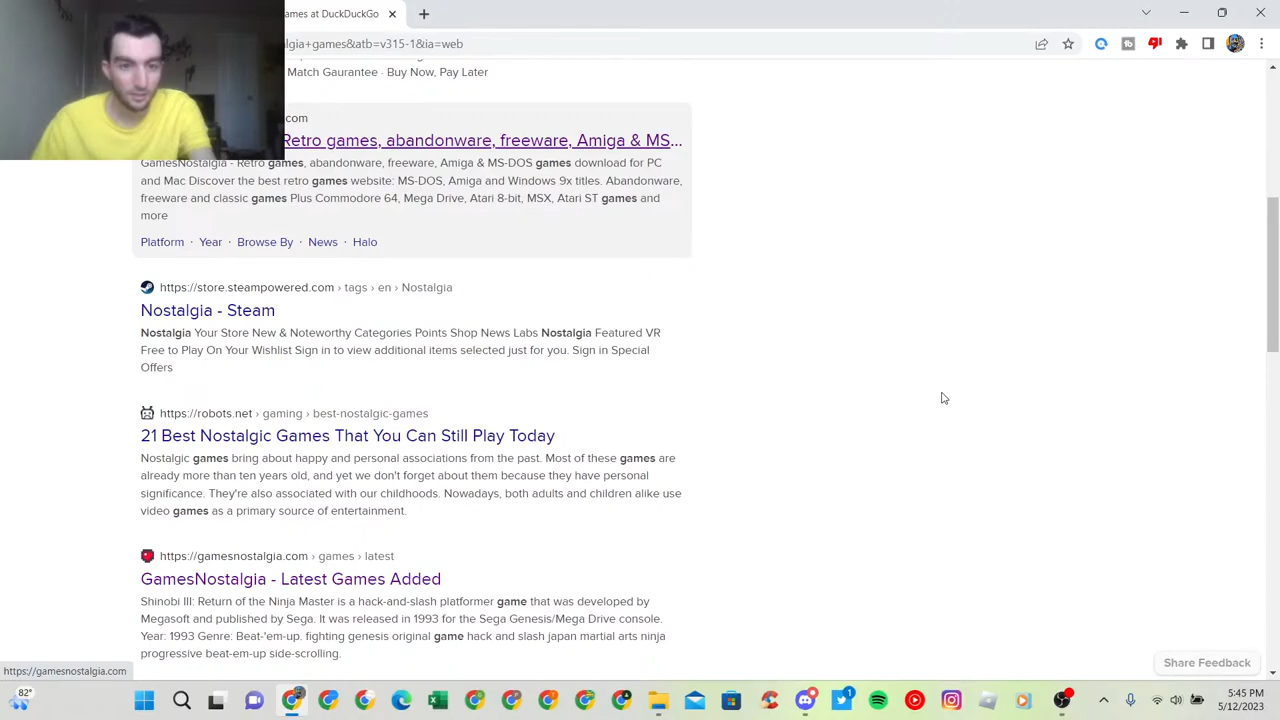 ames at DuckDuckGo
lgia+games&atb=v315-1&ia=web
Match Gaurantee · Buy Now, Pay Later
com
Retro games, abandonware, freeware, Amiga & MS...
GamesNostalgia - Retro games, abandonware, freeware, Amiga & MS-DOS games download for PC
and Mac Discover the best retro games website: MS-DOS, Amiga and Windows 9x titles. Abandonware,
freeware and classic games Plus Commodore 64, Mega Drive, Atari 8-bit, MSX, Atari ST games and
more
Platform · Year · Browse By · News · Halo
https://store.steampowered.com › tags › en › Nostalgia
Nostalgia - Steam
Nostalgia Your Store New & Noteworthy Categories Points Shop News Labs Nostalgia Featured VR
Free to Play On Your Wishlist Sign in to view additional items selected just for you. Sign in Special
Offers
https://robots.net › gaming › best-nostalgic-games
21 Best Nostalgic Games That You Can Still Play Today
Nostalgic games bring about happy and personal associations from the past. Most of these games are
already more than ten years old, and yet we don't forget about them because they have personal
significance. They're also associated with our childhoods. Nowadays, both adults and children alike use
video games as a primary source of entertainment.
https://gamesnostalgia.com › games › latest
GamesNostalgia - Latest Games Added
Shinobi III: Return of the Ninja Master is a hack-and-slash platformer game that was developed by
Megasoft and published by Sega. It was released in 1993 for the Sega Genesis/Mega Drive console.
Year: 1993 Genre: Beat-'em-up. fighting genesis original game hack and slash japan martial arts ninja
progressive beat-em-up side-scrolling.
Share Feedback
https://gamesnostalgia.com
82°
1
5:45 PM
5/12/2023